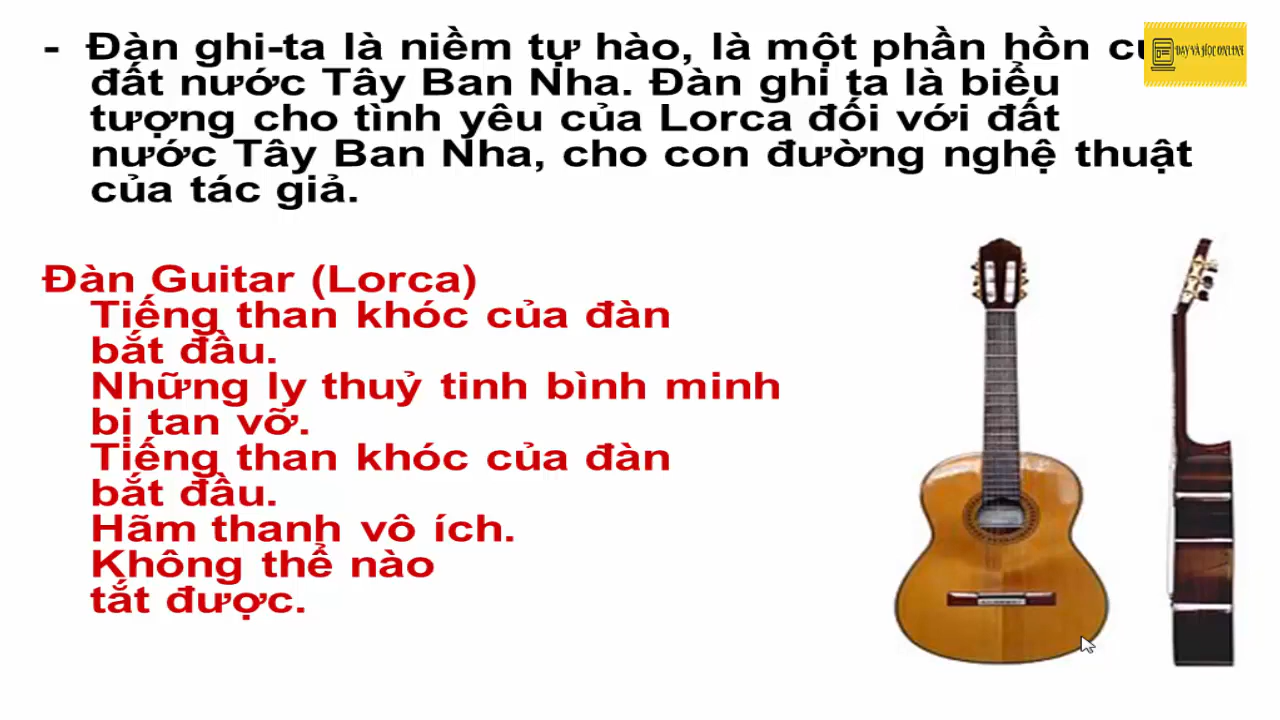 - Đàn ghi-ta là niềm tự hào, là một phần hồn
đất nước Tây Ban Nha. Đàn ghi ta là biểu
tượng cho tình yêu của Lorca đối với đất
nước Tây Ban Nha, cho con đường nghệ thuật
của tác giả.
Đàn Guitar (Lorca)
Tiếng than khóc của đàn
bắt đầu.
Những ly thuỷ tinh bình minh
bị tan vỡ.
Tiếng than khóc của đàn
bắt đầu.
Hãm thanh vô ích.
Không thể nào
tắt được.
DẠY VÀ HỌC ONLINE